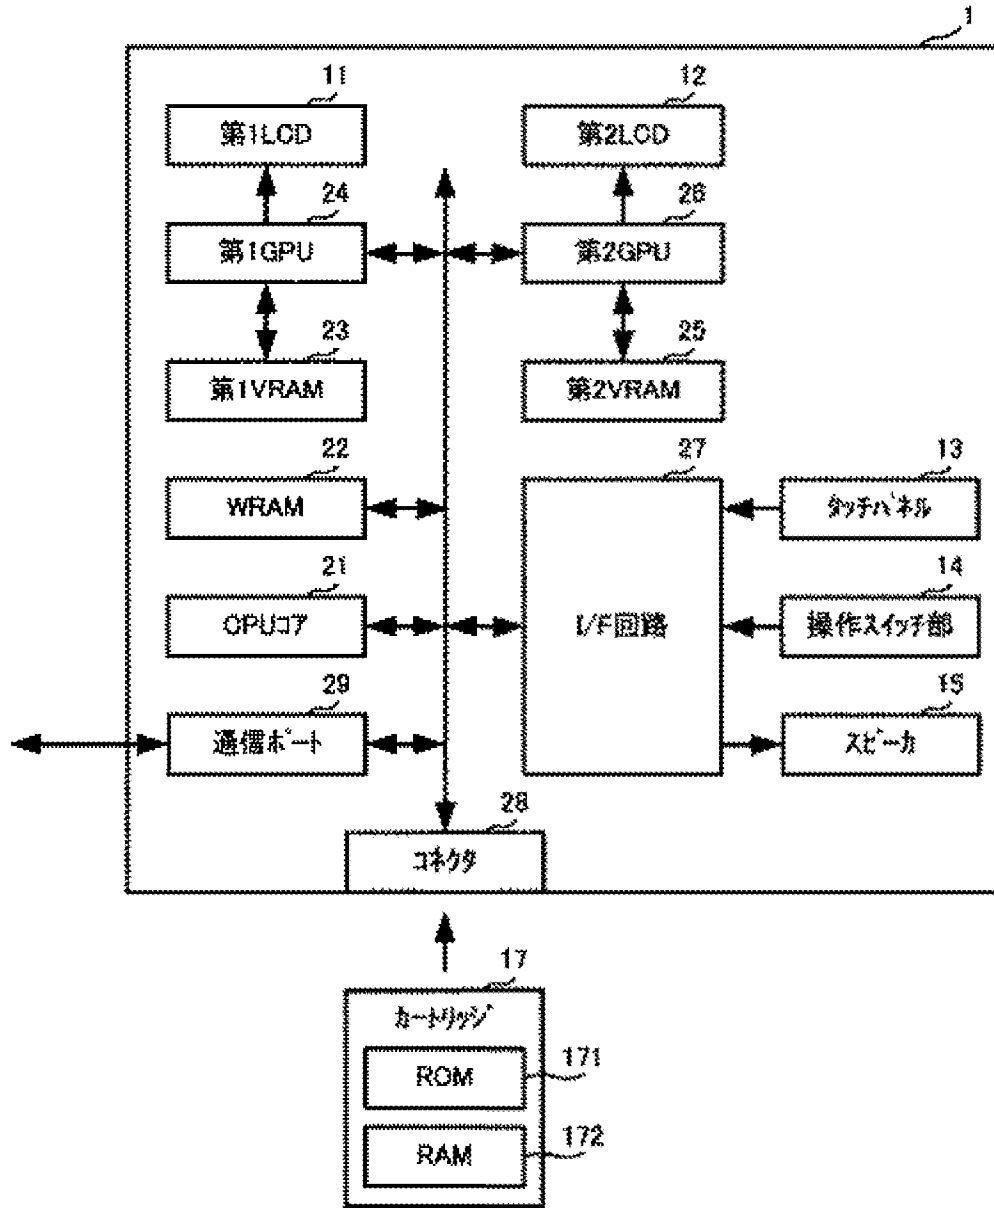 1
11
12
第1LCD
第2LCD
24
26
第1GPU
第2GPU
23
25
第1VRAM
第2VRAM
22
27
13
WRAM
タッチパネル
21
14
CPUコア
I/F回路
操作スイッチ部
29
15
通信ポート
スピーカ
28
コネクタ
17
カートリッジ
171
ROM
172
RAM